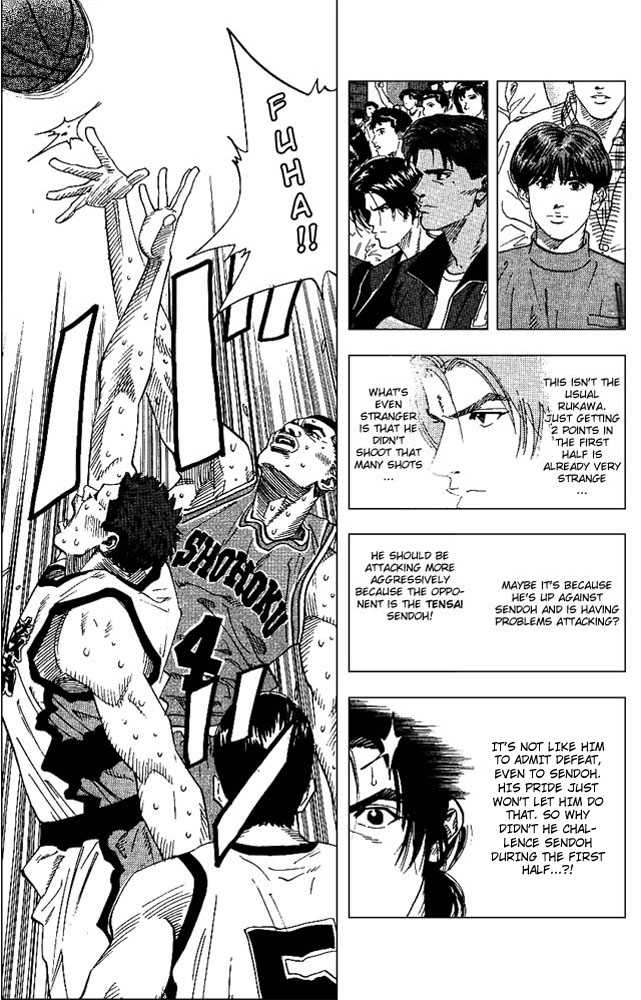 THIS ISN'T THE
USUAL
RUKAWA.
JUST GETTING
2 POINTS IN
THE FIRST
HALF IS
ALREADY VERY
STRANGE
...
WHAT'S
EVEN
STRANGER
IS THAT HE
DIDN'T
SHOOT THAT
MANY SHOTS
...
MAYBE IT'S BECAUSE
HE'S UP AGAINST
SENDOH AND IS HAVING
PROBLEMS ATTACKING?
HE SHOULD BE
ATTACKING MORE
AGGRESSIVELY
BECAUSE THE OPPO-
NENT IS THE TENSAI
SENDOH!
IT'S NOT LIKE HIM
TO ADMIT DEFEAT,
EVEN TO SENDOH.
HIS PRIDE JUST
WON'T LET HIM DO
THAT. SO WHY
DIDN'T HE CHAL-
LENCE SENDOH
DURING THE FIRST
HALF...?!
FUHA!!
SHOHOKU
4